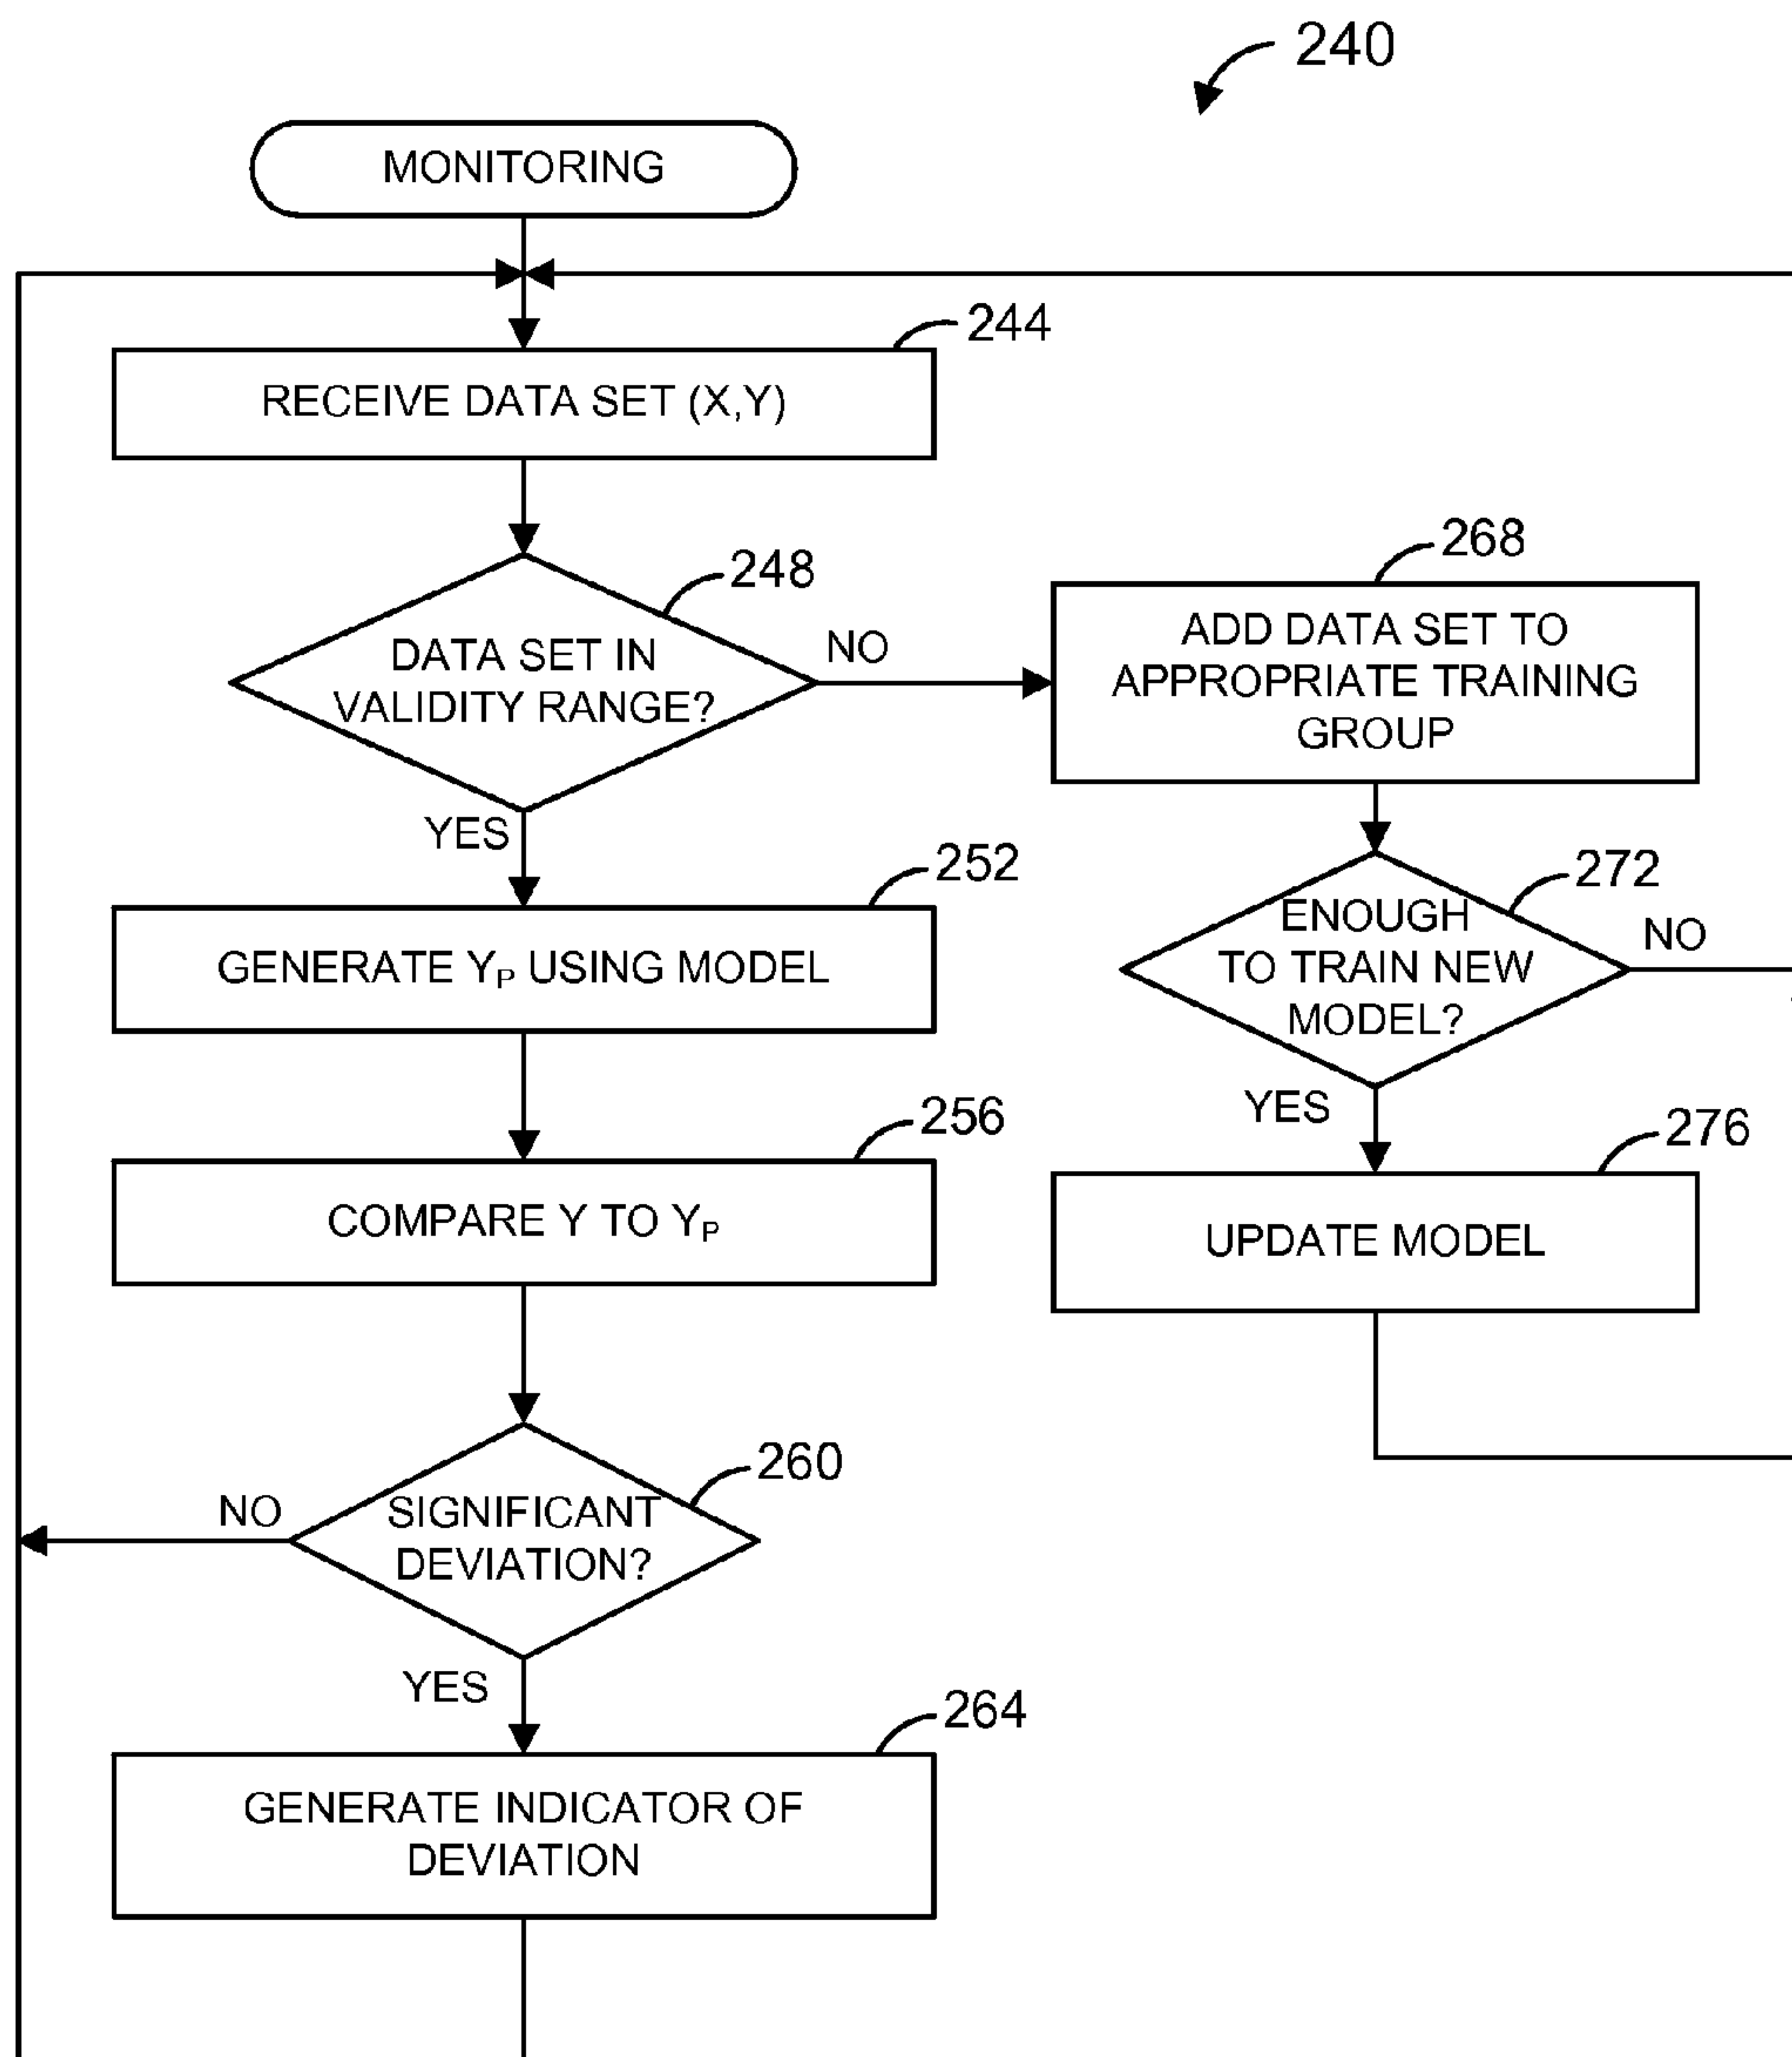 240
MONITORING
244
RECEIVE DATA SET (X,Y)
248
DATA SET IN
VALIDITY RANGE?
NO
YES
268
ADD DATA SET TO
APPROPRIATE TRAINING
GROUP
252
GENERATE YP USING MODEL
272
ENOUGH
TO TRAIN NEW
MODEL?
NO
YES
256
COMPARE Y TO YP
276
UPDATE MODEL
260
SIGNIFICANT
DEVIATION?
NO
YES
264
GENERATE INDICATOR OF
DEVIATION